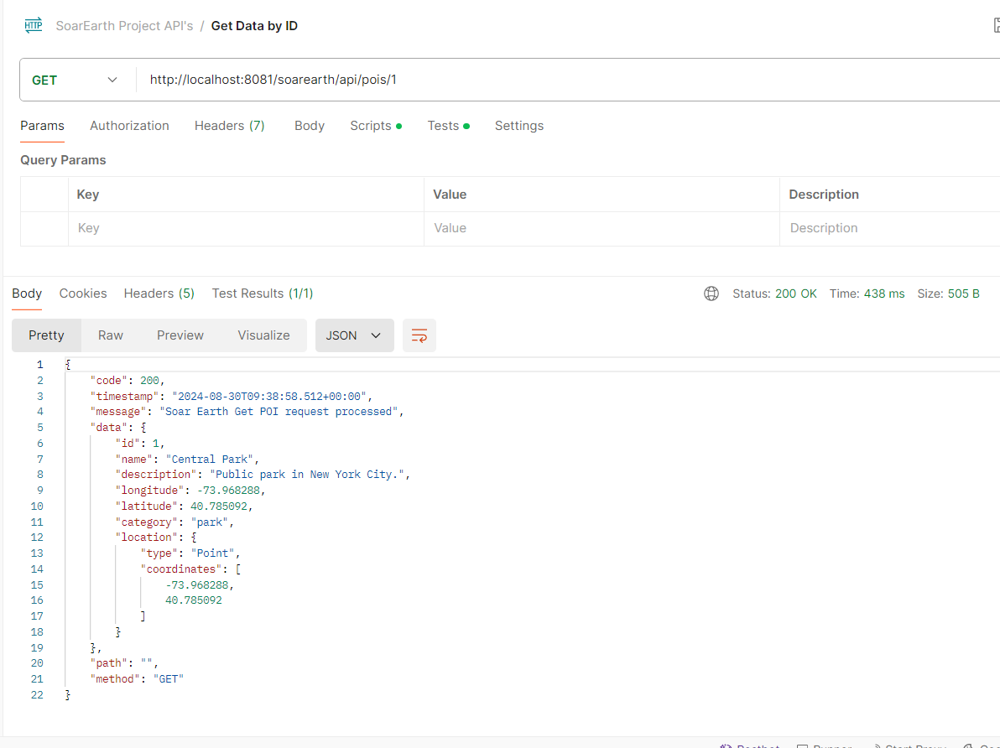 HTTP SoarEarth Project API's / Get Data by ID
GET http://localhost:8081/soarearth/api/pois/1
Params Authorization Headers (7) Body Scripts Tests Settings
Query Params
Key Value Description
Key Value Description
Body Cookies Headers (5) Test Results (1/1) Status: 200 OK Time: 438 ms Size: 505 B
Pretty Raw Preview Visualize JSON
1 {
2 "code": 200,
3 "timestamp": "2024-08-30T09:38:58.512+00:00",
4 "message": "Soar Earth Get POI request processed",
5 "data": {
6 "id": 1,
7 "name": "Central Park",
8 "description": "Public park in New York City.",
9 "longitude": -73.968288,
10 "latitude": 40.785092,
11 "category": "park",
12 "location": {
13 "type": "Point",
14 "coordinates": [
15 -73.968288,
16 40.785092
17 ]
18 }
19 },
20 "path": "",
21 "method": "GET"
22 }
Postbot Runner Start Proxy